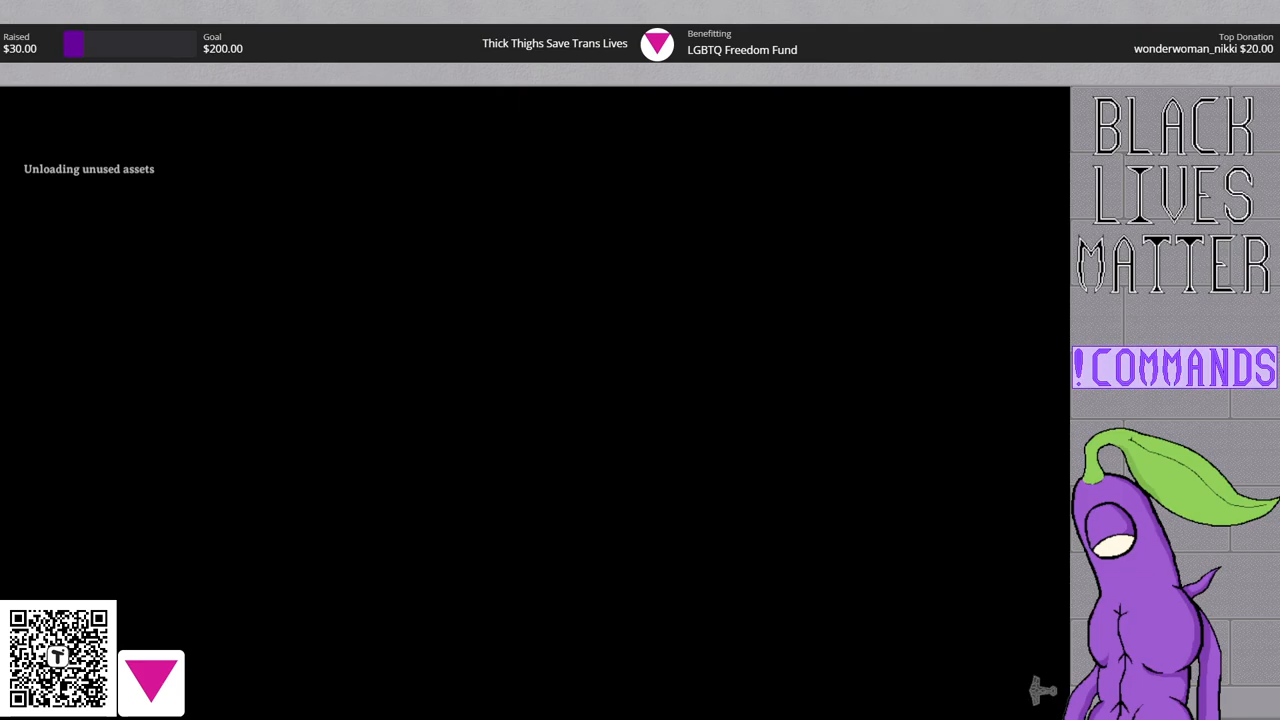 Raised
$30.00
Goal
$200.00
Thick Thighs Save Trans Lives
Benefitting
LGBTQ Freedom Fund
Top Donation
wonderwoman_nikki $20.00
Unloading unused assets
BLACK
LIVES
MATTER
!COMMANDS
T